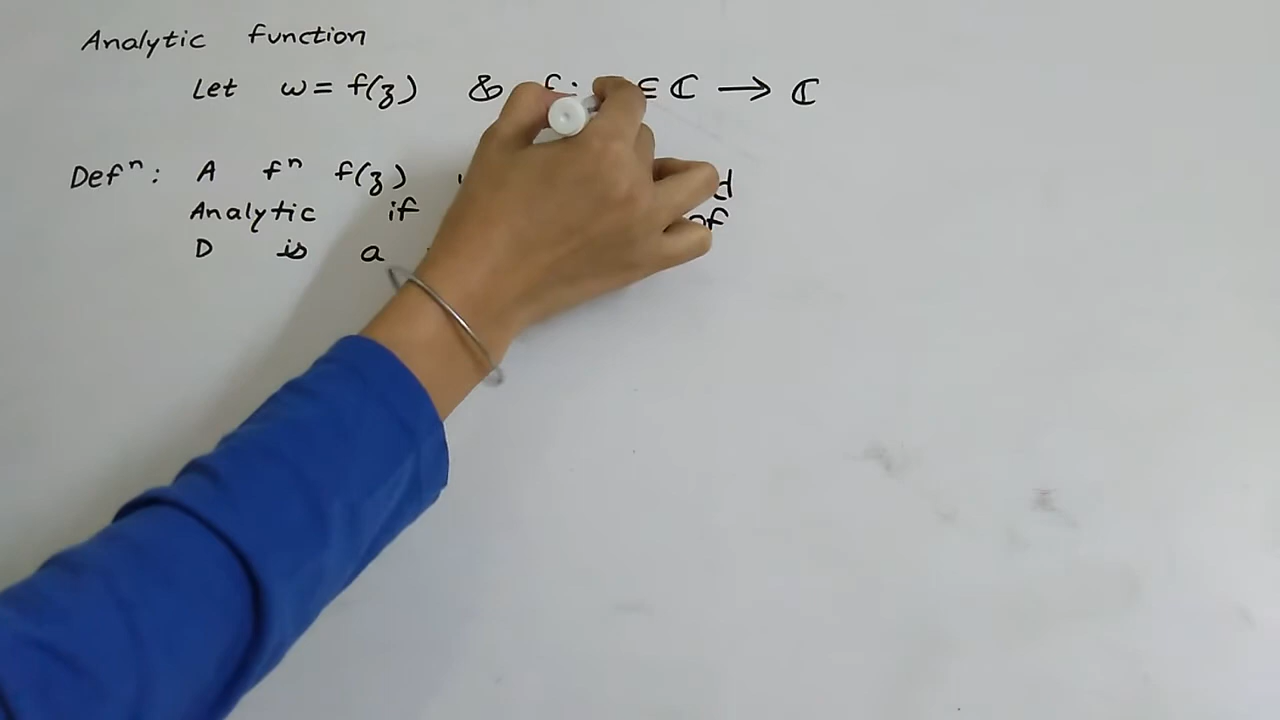 Analytic function
Let w = f(z) & f: ∈ ℂ → ℂ
Defⁿ: A fⁿ f(z)
Analytic if of
D is a